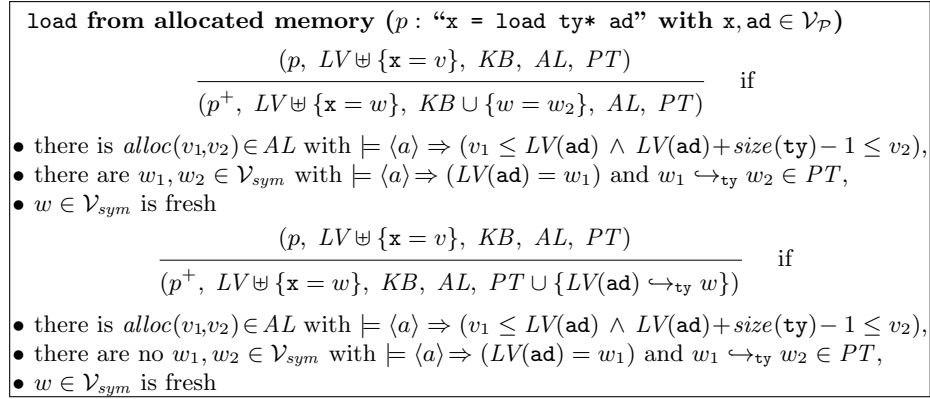 load from allocated memory (p : “x = load ty* ad” with x, ad ∈ 𝒱_𝒫)
(p, LV ⊎ {x = v}, KB, AL, PT)
(p⁺, LV ⊎ {x = w}, KB ∪ {w = w₂}, AL, PT) if
• there is alloc(v₁,v₂) ∈ AL with ⊨ ⟨a⟩ ⇒ (v₁ ≤ LV(ad) ∧ LV(ad)+size(ty)− 1 ≤ v₂),
• there are w₁, w₂ ∈ 𝒱_sym with ⊨ ⟨a⟩ ⇒ (LV(ad) = w₁) and w₁ ↪_ty w₂ ∈ PT,
• w ∈ 𝒱_sym is fresh
(p, LV ⊎ {x = v}, KB, AL, PT)
(p⁺, LV ⊎ {x = w}, KB, AL, PT ∪ {LV(ad) ↪_ty w}) if
• there is alloc(v₁,v₂) ∈ AL with ⊨ ⟨a⟩ ⇒ (v₁ ≤ LV(ad) ∧ LV(ad)+size(ty)− 1 ≤ v₂),
• there are no w₁, w₂ ∈ 𝒱_sym with ⊨ ⟨a⟩ ⇒ (LV(ad) = w₁) and w₁ ↪_ty w₂ ∈ PT,
• w ∈ 𝒱_sym is fresh